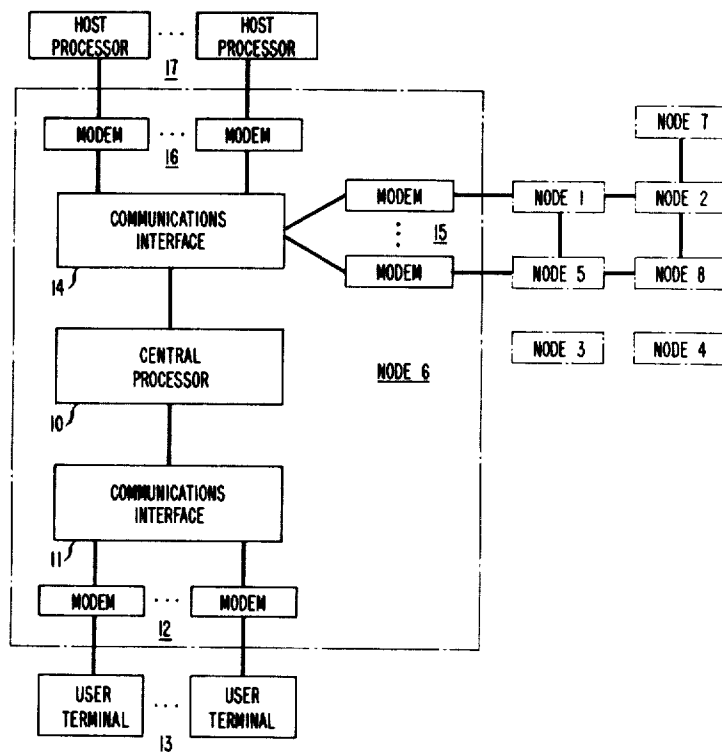 HOST
PROCESSOR
...
HOST
PROCESSOR
17
MODEM
...
MODEM
16
NODE 7
COMMUNICATIONS
INTERFACE
14
MODEM
15
MODEM
NODE 1
NODE 2
NODE 5
NODE 8
NODE 3
NODE 4
CENTRAL
PROCESSOR
10
NODE 6
COMMUNICATIONS
INTERFACE
11
MODEM
...
MODEM
12
USER
TERMINAL
...
USER
TERMINAL
13